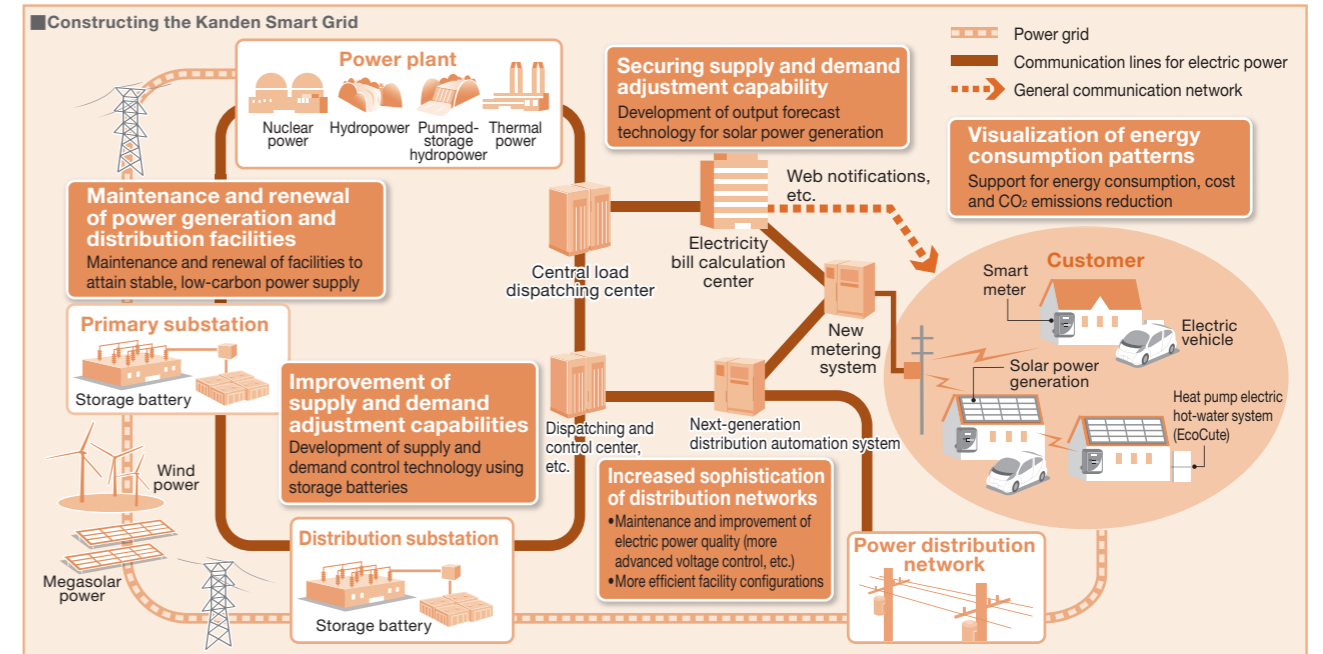 ■Constructing the Kanden Smart Grid
Power grid
Communication lines for electric power
General communication network
Power plant
Nuclear
power
Hydropower
Pumped-
storage
hydropower
Thermal
power
Securing supply and demand
adjustment capability
Development of output forecast
technology for solar power generation
Visualization of energy
consumption patterns
Support for energy consumption, cost
and CO₂ emissions reduction
Maintenance and renewal
of power generation and
distribution facilities
Maintenance and renewal of facilities to
attain stable, low-carbon power supply
Central load
dispatching center
Electricity
bill calculation
center
Web notifications,
etc.
New
metering
system
Customer
Smart
meter
Electric
vehicle
Solar power
generation
Heat pump electric
hot-water system
(EcoCute)
Primary substation
Storage battery
Improvement of
supply and demand
adjustment capabilities
Development of supply and
demand control technology using
storage batteries
Dispatching and
control center,
etc.
Next-generation
distribution automation system
Increased sophistication
of distribution networks
•Maintenance and improvement of
electric power quality (more
advanced voltage control, etc.)
•More efficient facility configurations
Wind
power
Megasolar
power
Distribution substation
Storage battery
Power distribution
network